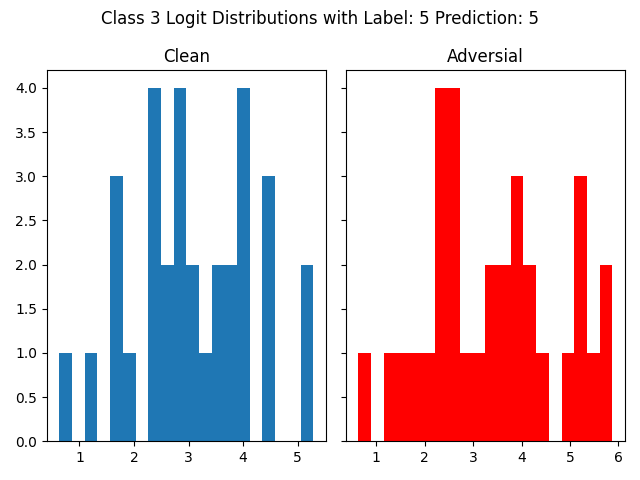 Class 3 Logit Distributions with Label: 5 Prediction: 5
Clean
Adversial
4.0
3.5
3.0
2.5
2.0
1.5
1.0
0.5
0.0
1 2 3 4 5
1 2 3 4 5 6